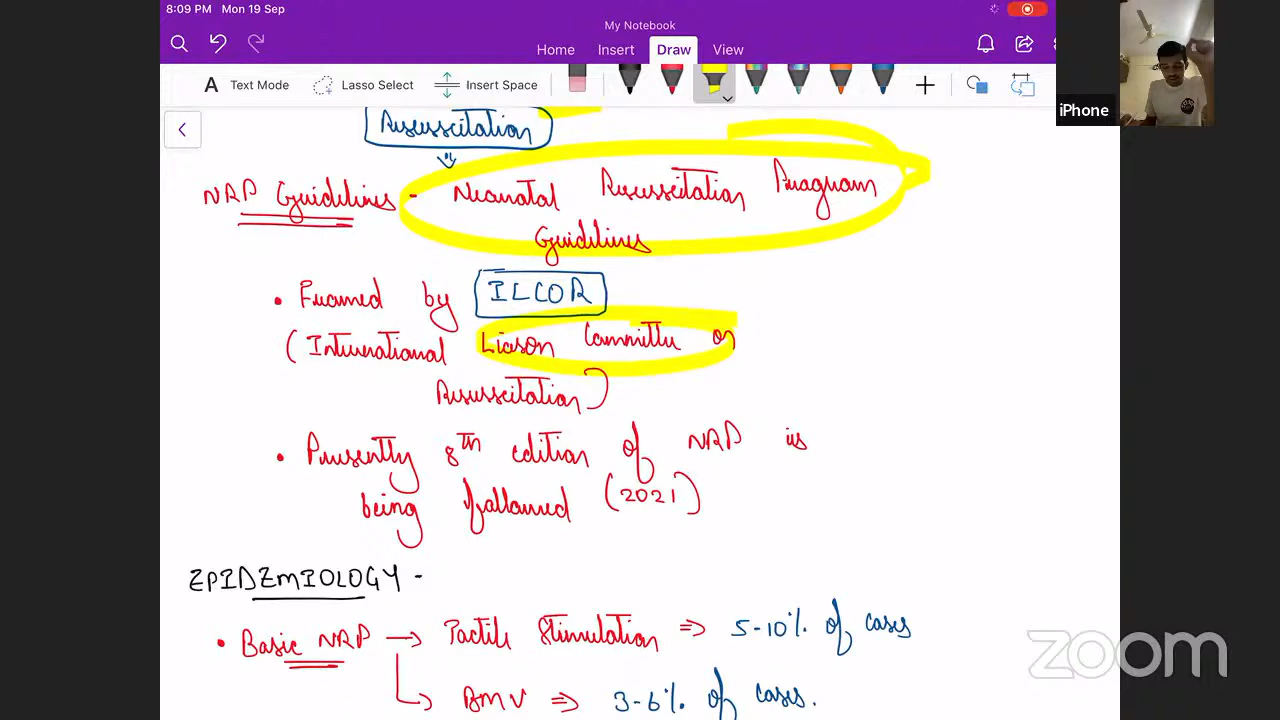 8:09 PM Mon 19 Sep
My Notebook
Home Insert Draw View
A Text Mode Lasso Select Insert Space
iPhone
Resuscitation
NRP Guidelines - Neonatal Resuscitation Program
Guidelines
• Framed by ILCOR
(International Liason Committe on
Resuscitation)
• Presently 8th edition of NRP is
being followed (2021)
EPIDEMIOLOGY -
• Basic NRP → Tactile Stimulation ⇒ 5-10% of cases
↳ BMV ⇒ 3-6% of cases.
zoom